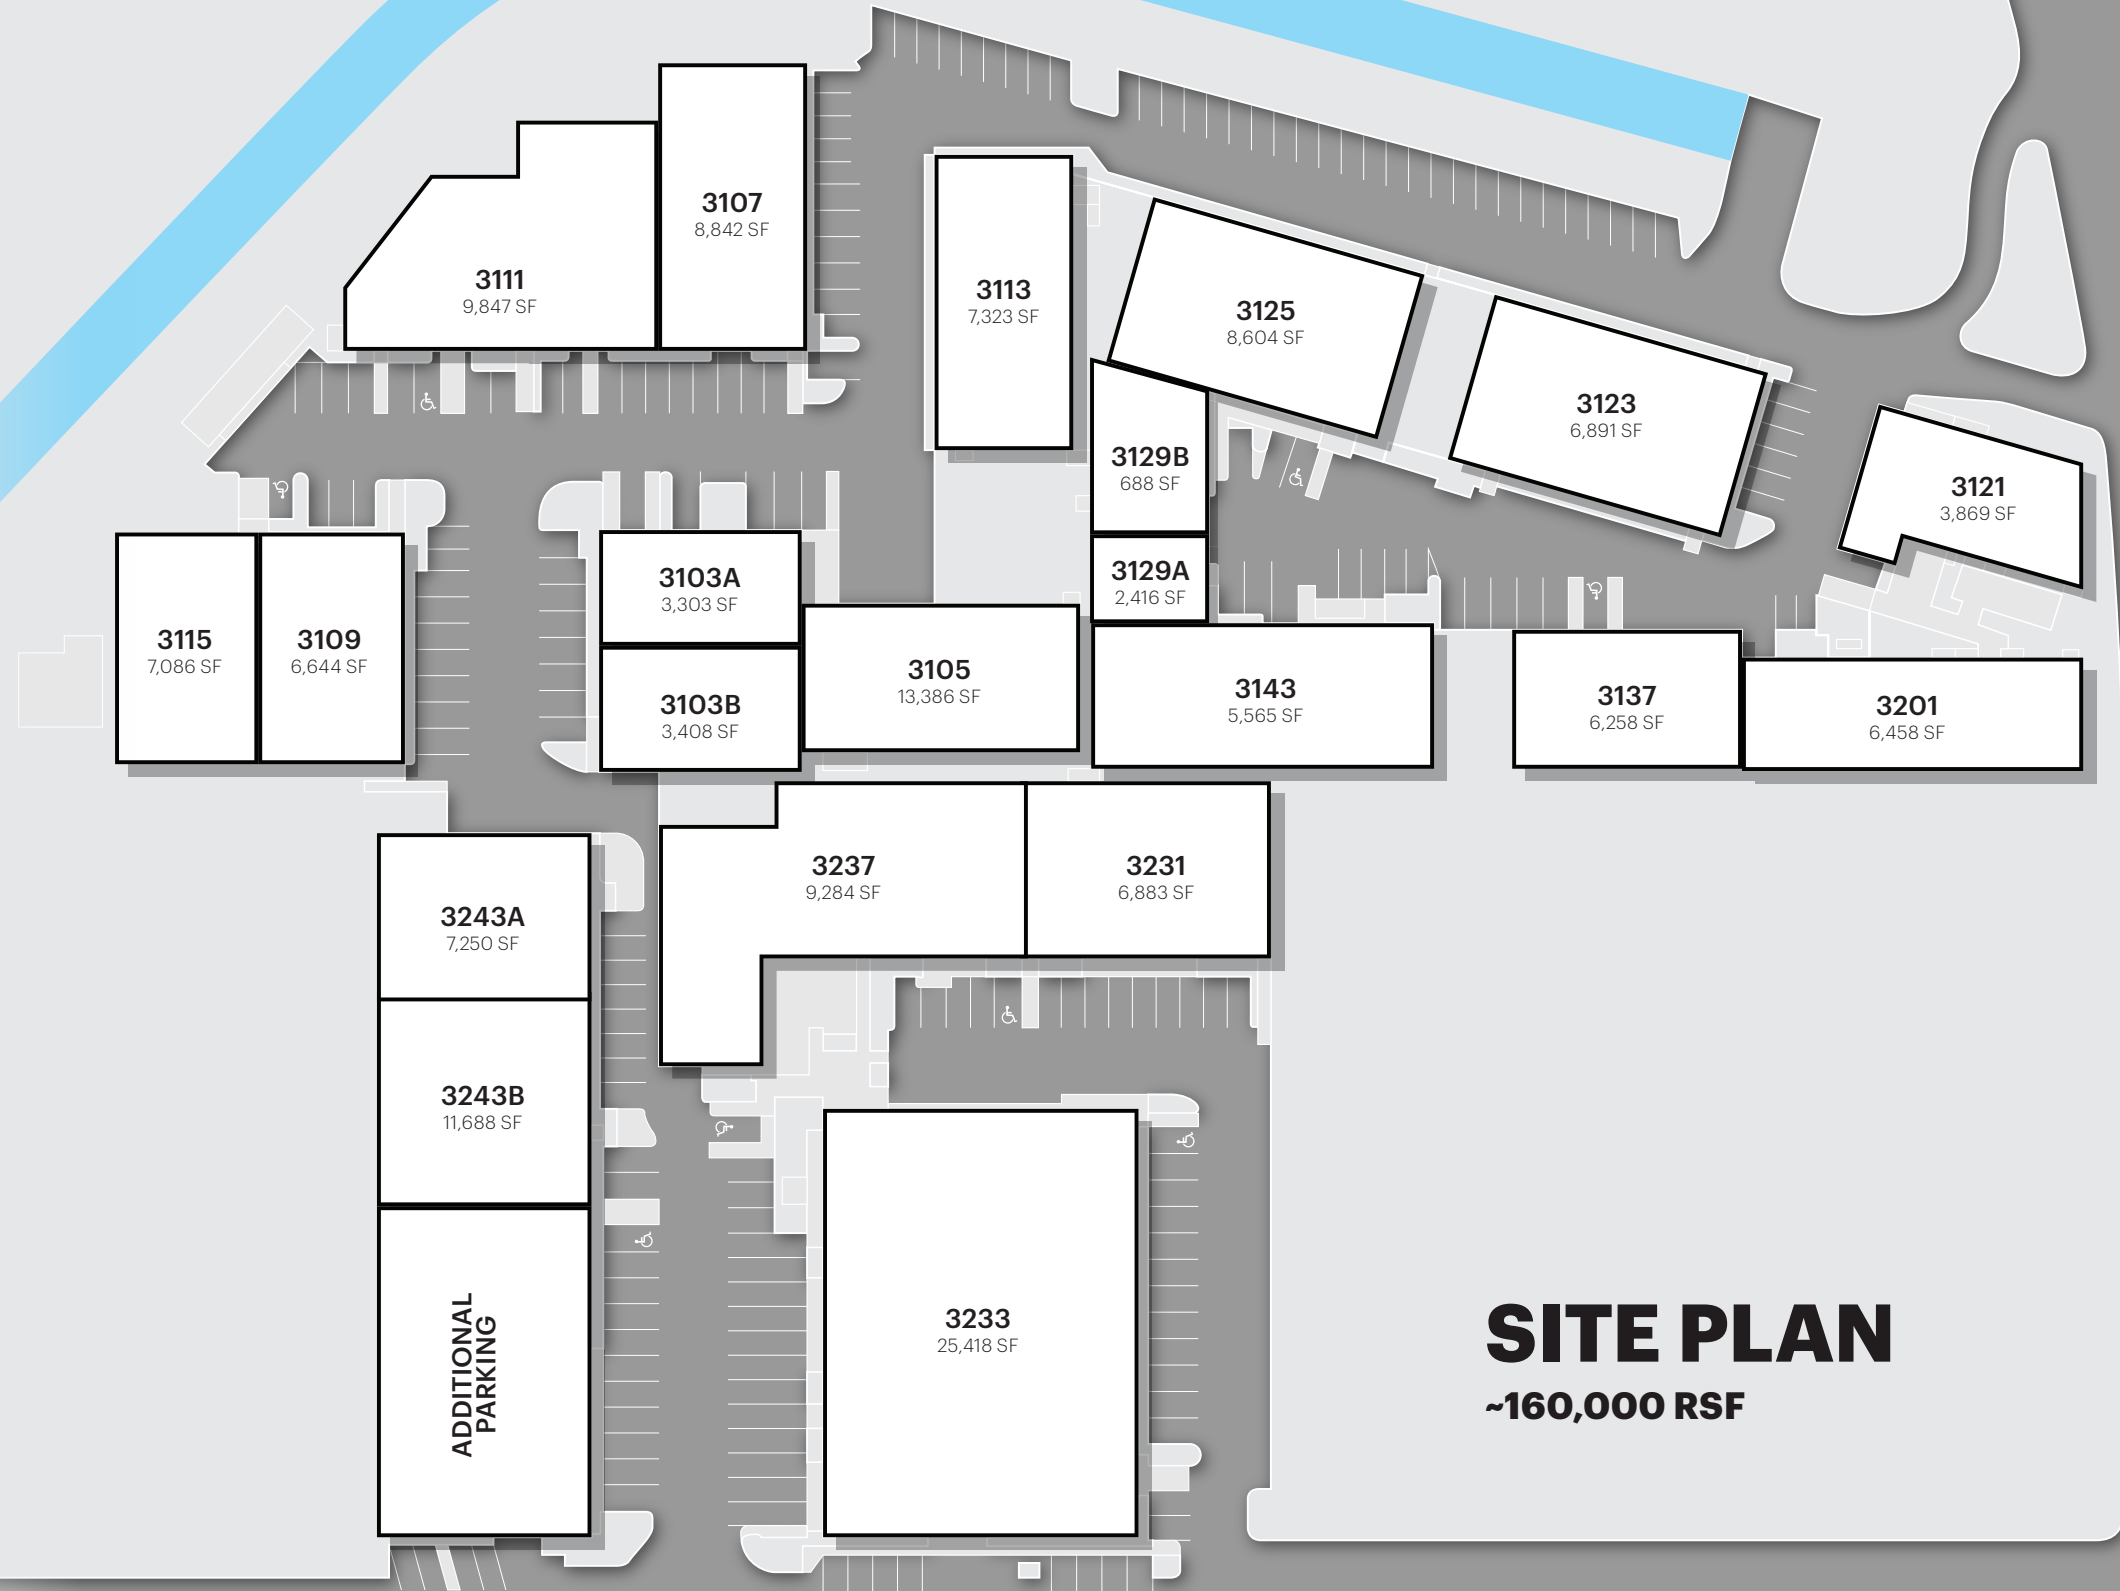 3107
8,842 SF
3111
9,847 SF
3113
7,323 SF
3125
8,604 SF
3123
6,891 SF
3129B
688 SF
3121
3,869 SF
3129A
2,416 SF
3103A
3,303 SF
3115
7,086 SF
3109
6,644 SF
3103B
3,408 SF
3105
13,386 SF
3143
5,565 SF
3137
6,258 SF
3201
6,458 SF
3237
9,284 SF
3231
6,883 SF
3243A
7,250 SF
3243B
11,688 SF
ADDITIONAL
PARKING
3233
25,418 SF
SITE PLAN
~160,000 RSF